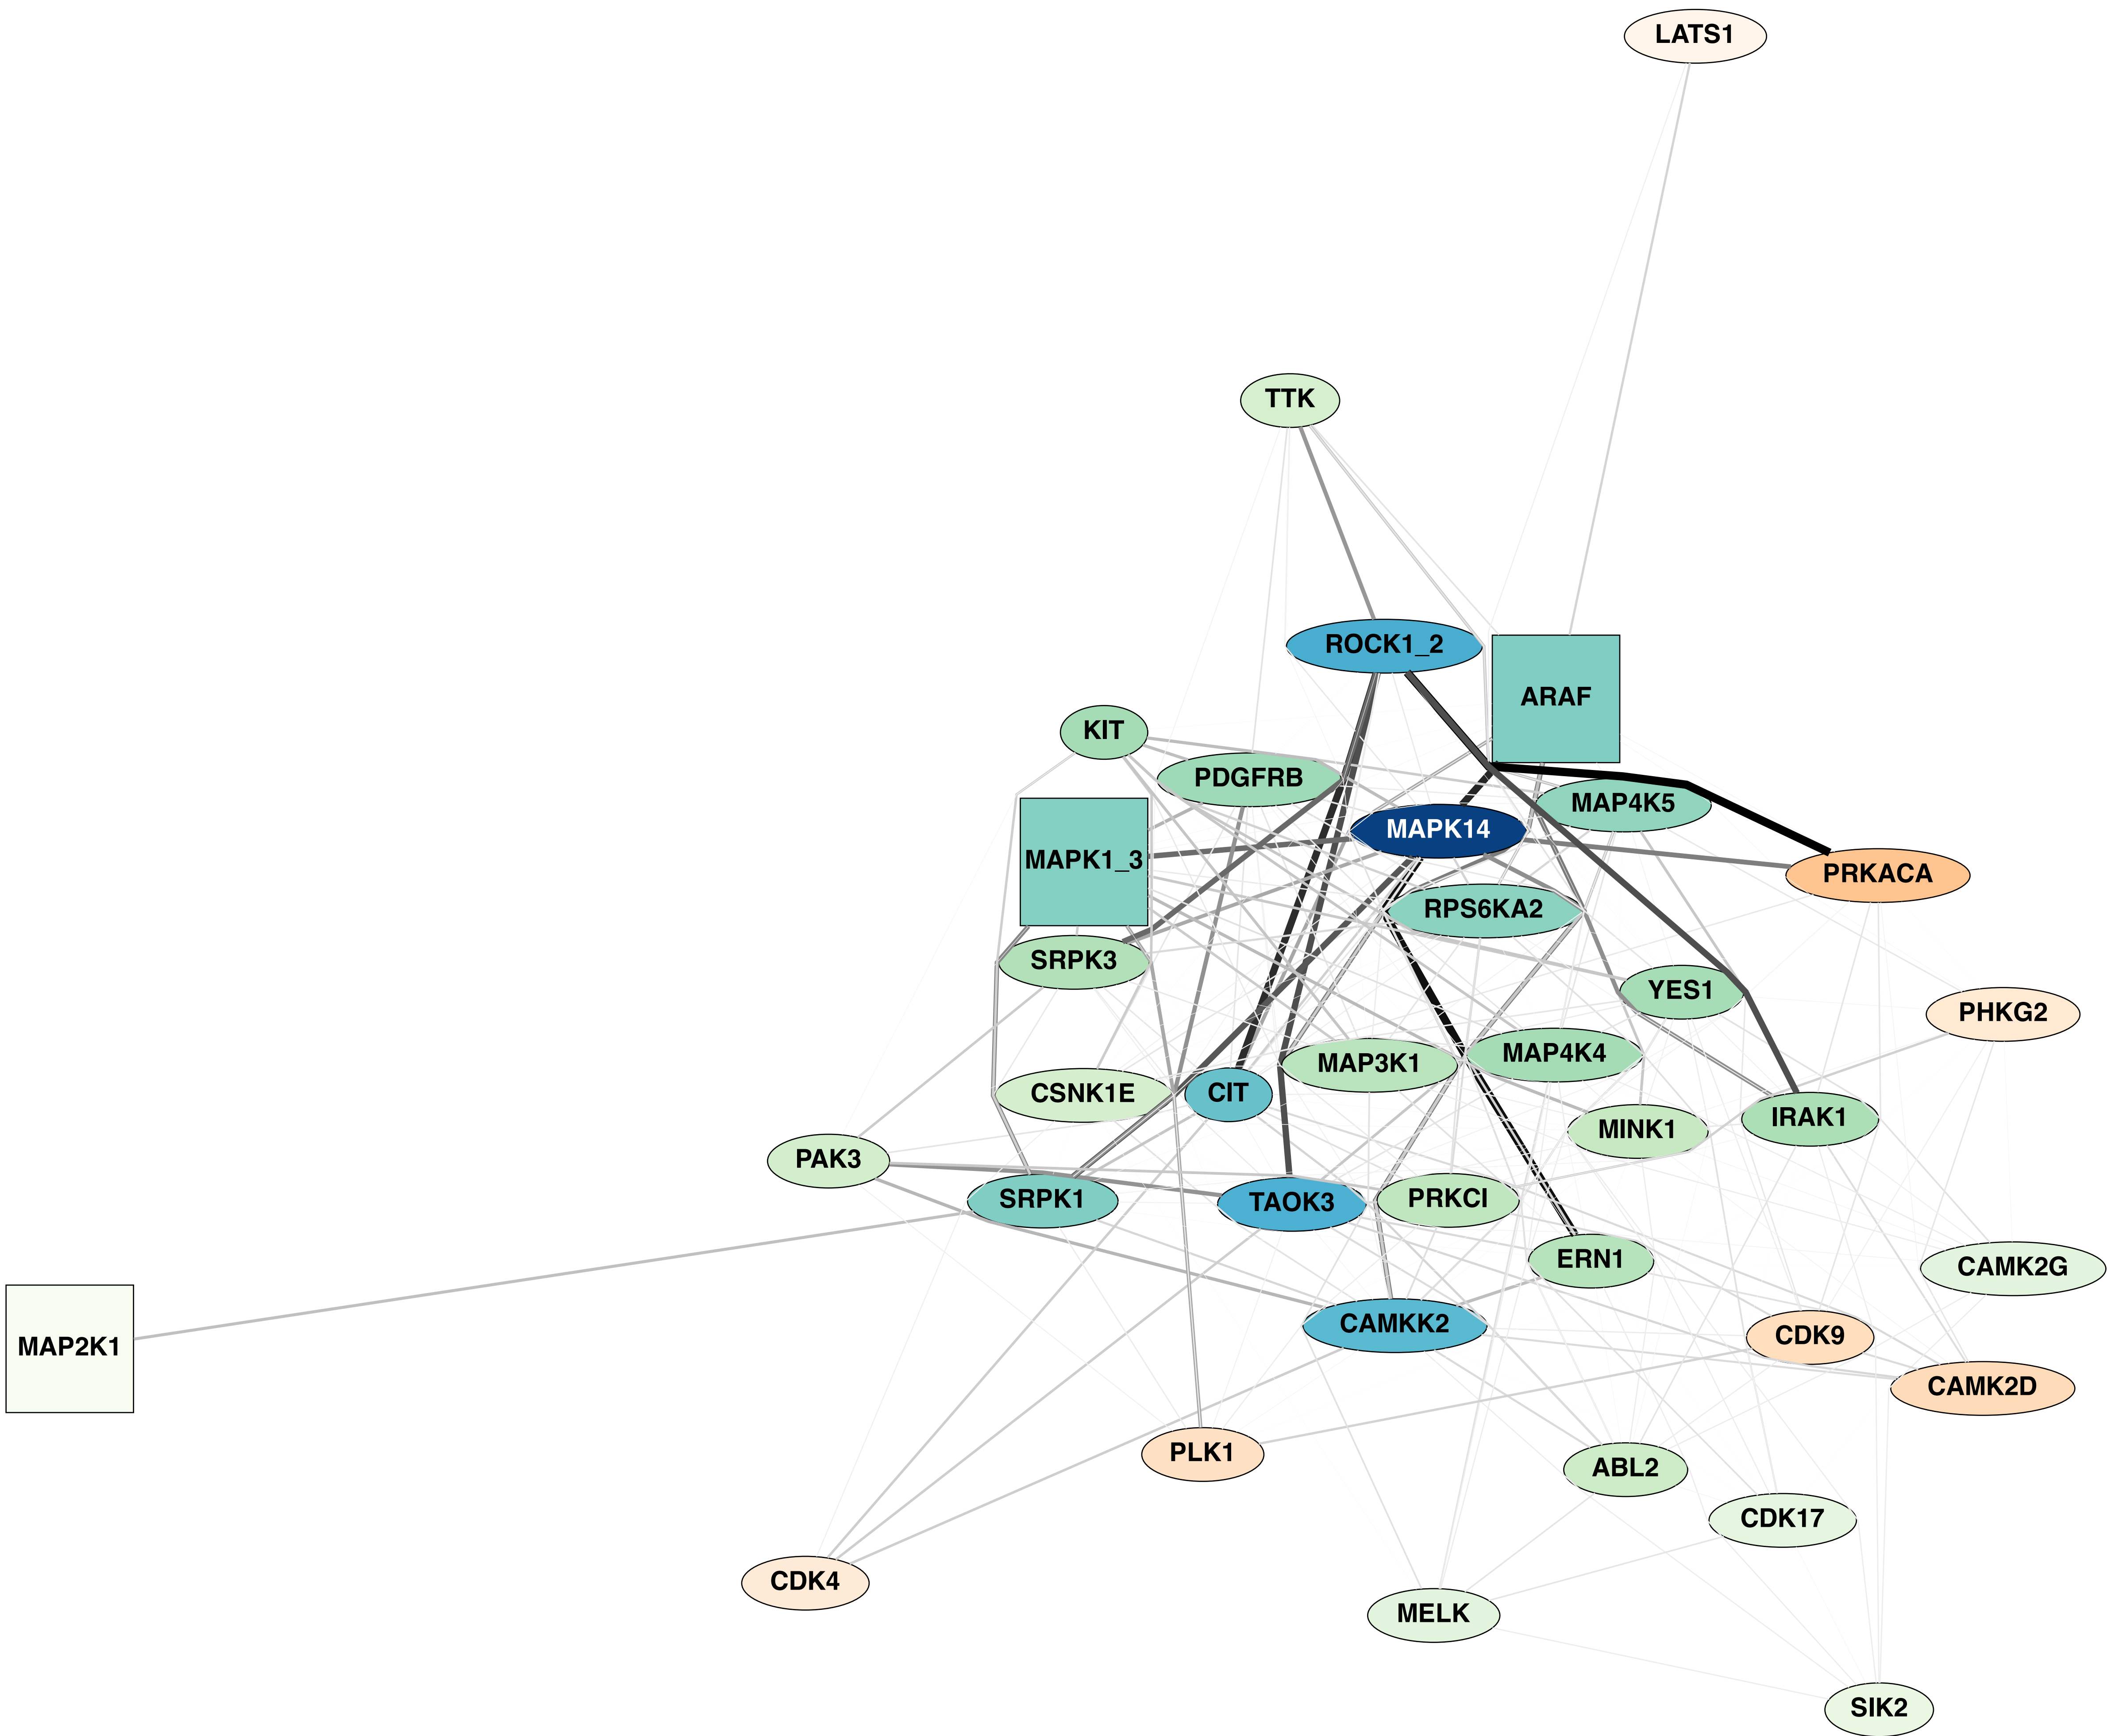 LATS1
TTK
ROCK1_2
ARAF
KIT
PDGFRB
MAP4K5
MAPK14
MAPK1_3
PRKACA
RPS6KA2
SRPK3
YES1
PHKG2
MAP4K4
MAP3K1
CSNK1E
CIT
IRAK1
MINK1
PAK3
SRPK1
TAOK3
PRKCI
ERN1
CAMK2G
CAMKK2
CDK9
MAP2K1
CAMK2D
PLK1
ABL2
CDK17
CDK4
MELK
SIK2